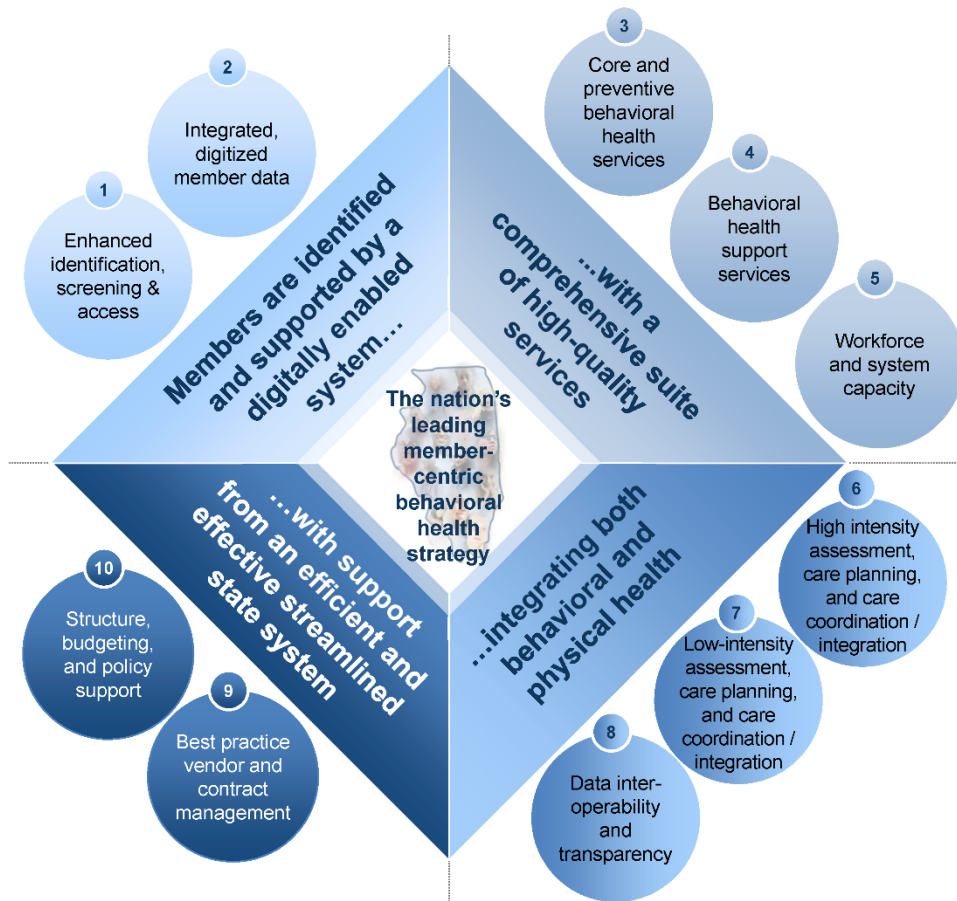 1
Enhanced
identification,
screening &
access
2
Integrated,
digitized
member data
Members are identified
and supported by a
digitally enabled
system...
3
Core and
preventive
behavioral
health
services
4
Behavioral
health
support
services
5
Workforce
and system
capacity
...with a
comprehensive suite
of high-quality
services
The nation's
leading
member-
centric
behavioral
health
strategy
6
High intensity
assessment,
care planning,
and care
coordination /
integration
7
Low-intensity
assessment,
care planning,
and care
coordination /
integration
8
Data inter-
operability
and
transparency
...integrating both
behavioral and
physical health
9
Best practice
vendor and
contract
management
10
Structure,
budgeting,
and policy
support
...with support
from an efficient and
effective streamlined
state system